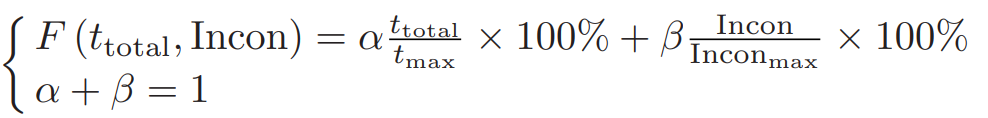 F (t_total, Incon) = α t_total/t_max × 100% + β Incon/Incon_max × 100%
α + β = 1